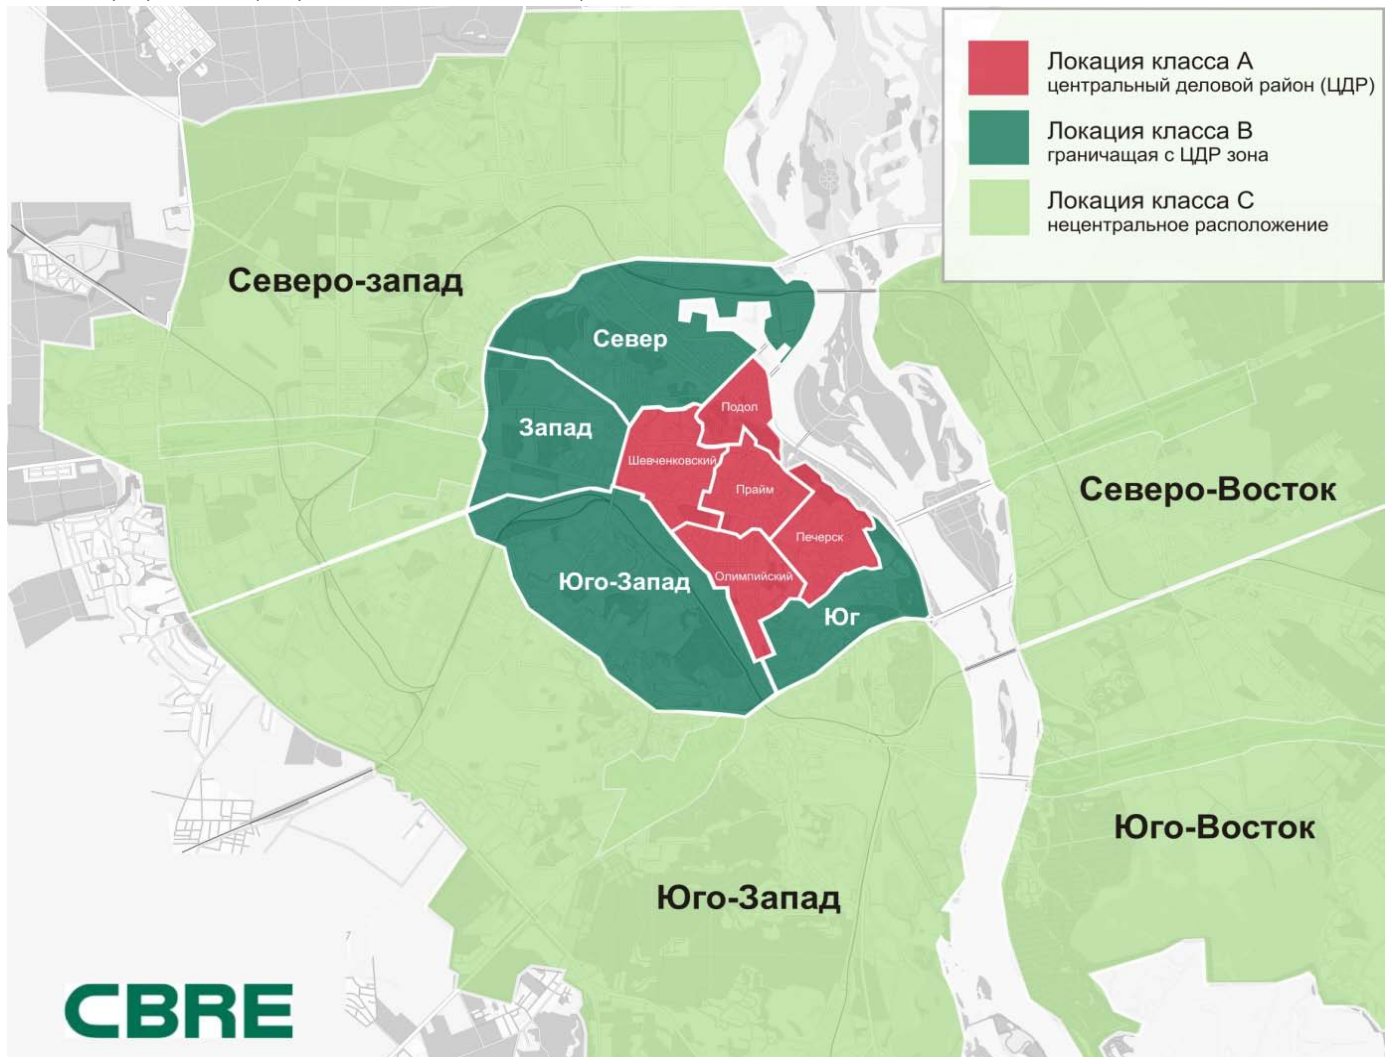 Локация класса А
центральный деловой район (ЦДР)
Локация класса В
граничащая с ЦДР зона
Локация класса С
нецентральное расположение
Северо-запад
Север
Подол
Запад
Шевченковский
Прайм
Северо-Восток
Печерск
Олимпийский
Юго-Запад
Юг
Юго-Восток
Юго-Запад
CBRE